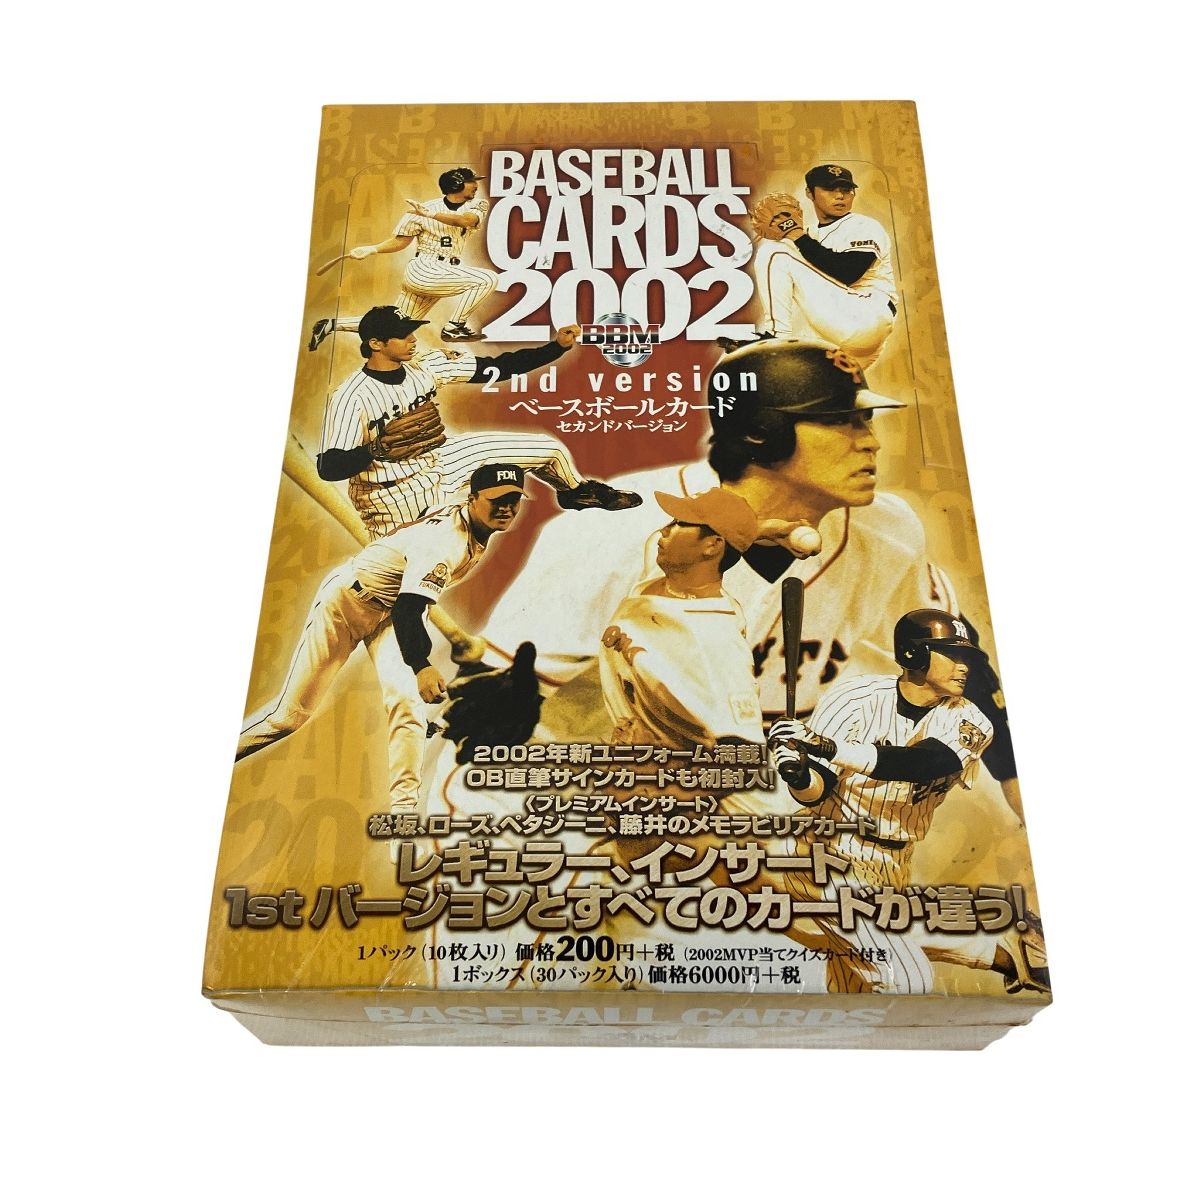 BASEBALL
CARDS
2002
BBM
2002
2nd version
ベースボールカード
セカンドバージョン
2
FDH
2002年新ユニフォーム満載!
OB直筆サインカードも初封入!
〈プレミアムインサート〉
松坂、ローズ、ペタジーニ、藤井のメモラビリアカード
レギュラー、インサート
1stバージョンとすべてのカードが違う!
1パック(10枚入り) 価格200円+税 (2002MVP当てクイズカード付き)
1ボックス(30パック入り)価格6000円+税
BASEBALL CARDS